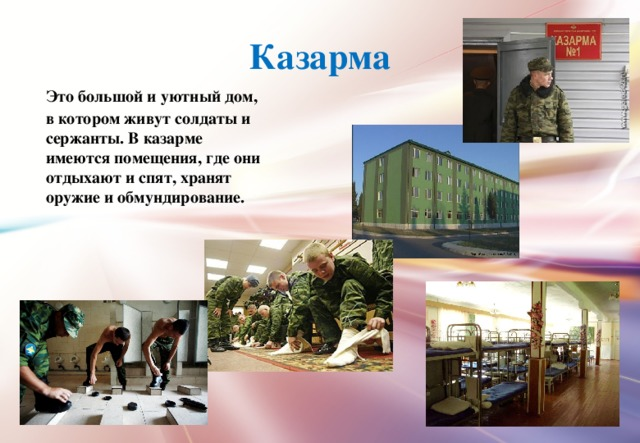 Казарма
Это большой и уютный дом,
в котором живут солдаты и
сержанты. В казарме
имеются помещения, где они
отдыхают и спят, хранят
оружие и обмундирование.
КАЗАРМА
№1